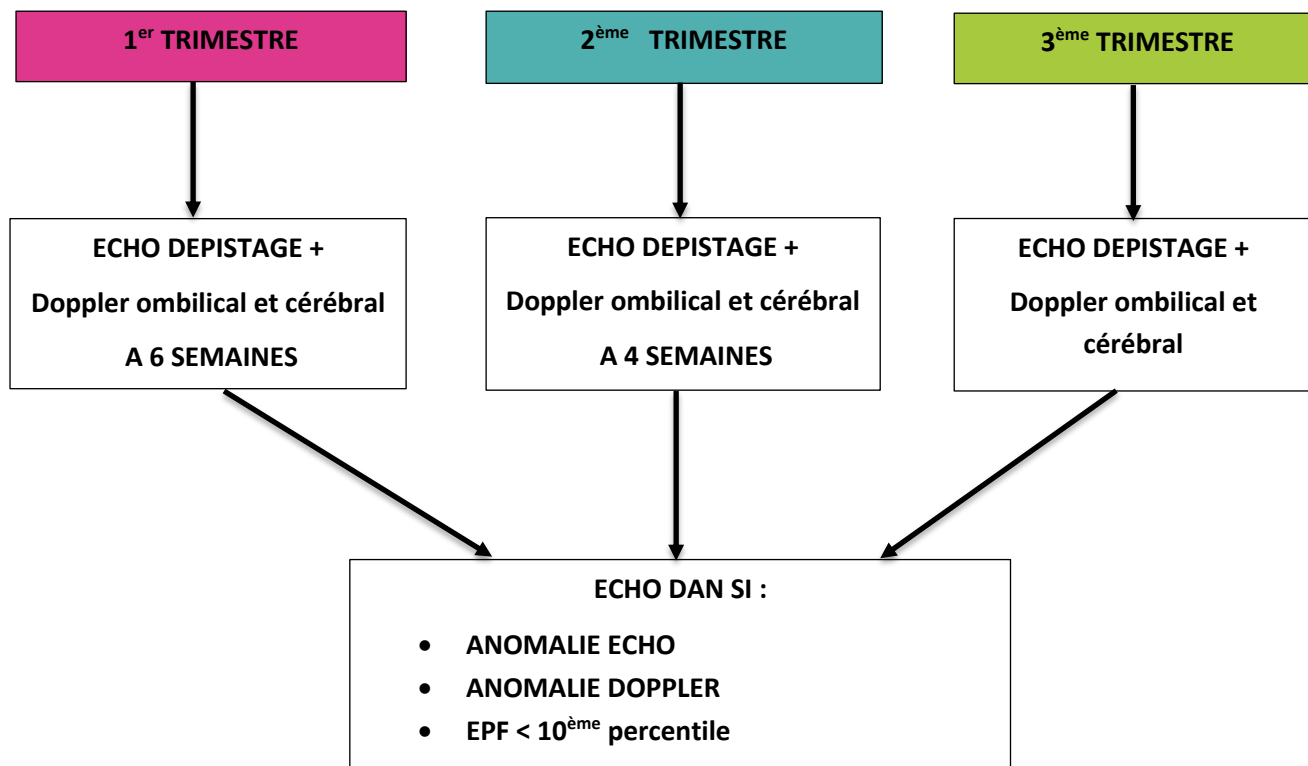 1er TRIMESTRE
2ème TRIMESTRE
3ème TRIMESTRE
ECHO DEPISTAGE +
Doppler ombilical et cérébral
A 6 SEMAINES
ECHO DEPISTAGE +
Doppler ombilical et cérébral
A 4 SEMAINES
ECHO DEPISTAGE +
Doppler ombilical et
cérébral
ECHO DAN SI :
• ANOMALIE ECHO
• ANOMALIE DOPPLER
• EPF < 10ème percentile